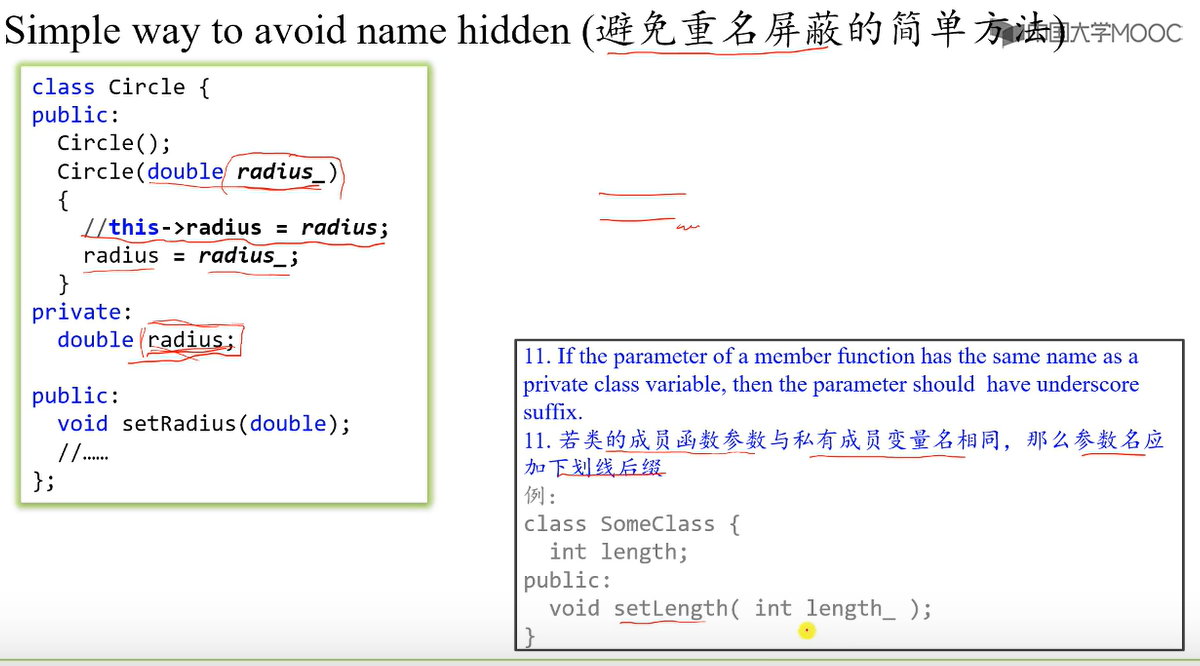 Simple way to avoid name hidden (避免重名屏蔽的简单方法)
中国大学MOOC
class Circle {
public:
  Circle();
  Circle(double radius_)
  {
    //this->radius = radius;
    radius = radius_;
  }
private:
  double radius;
public:
  void setRadius(double);
  //……
};
11. If the parameter of a member function has the same name as a
private class variable, then the parameter should have underscore
suffix.
11. 若类的成员函数参数与私有成员变量名相同，那么参数名应
加下划线后缀
例：
class SomeClass {
  int length;
public:
  void setLength( int length_ );
}